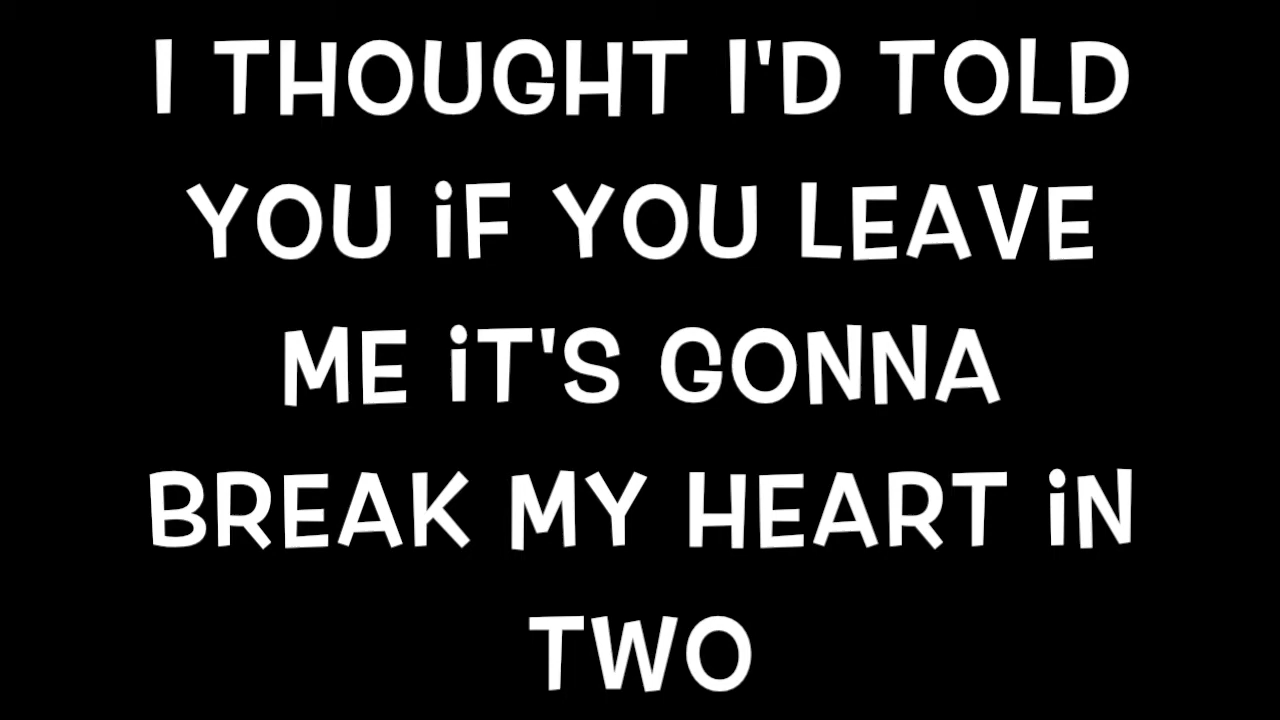 I THOUGHT I'D TOLD
YOU iF YOU LEAVE
ME iT'S GONNA
BREAK MY HEART iN
TWO